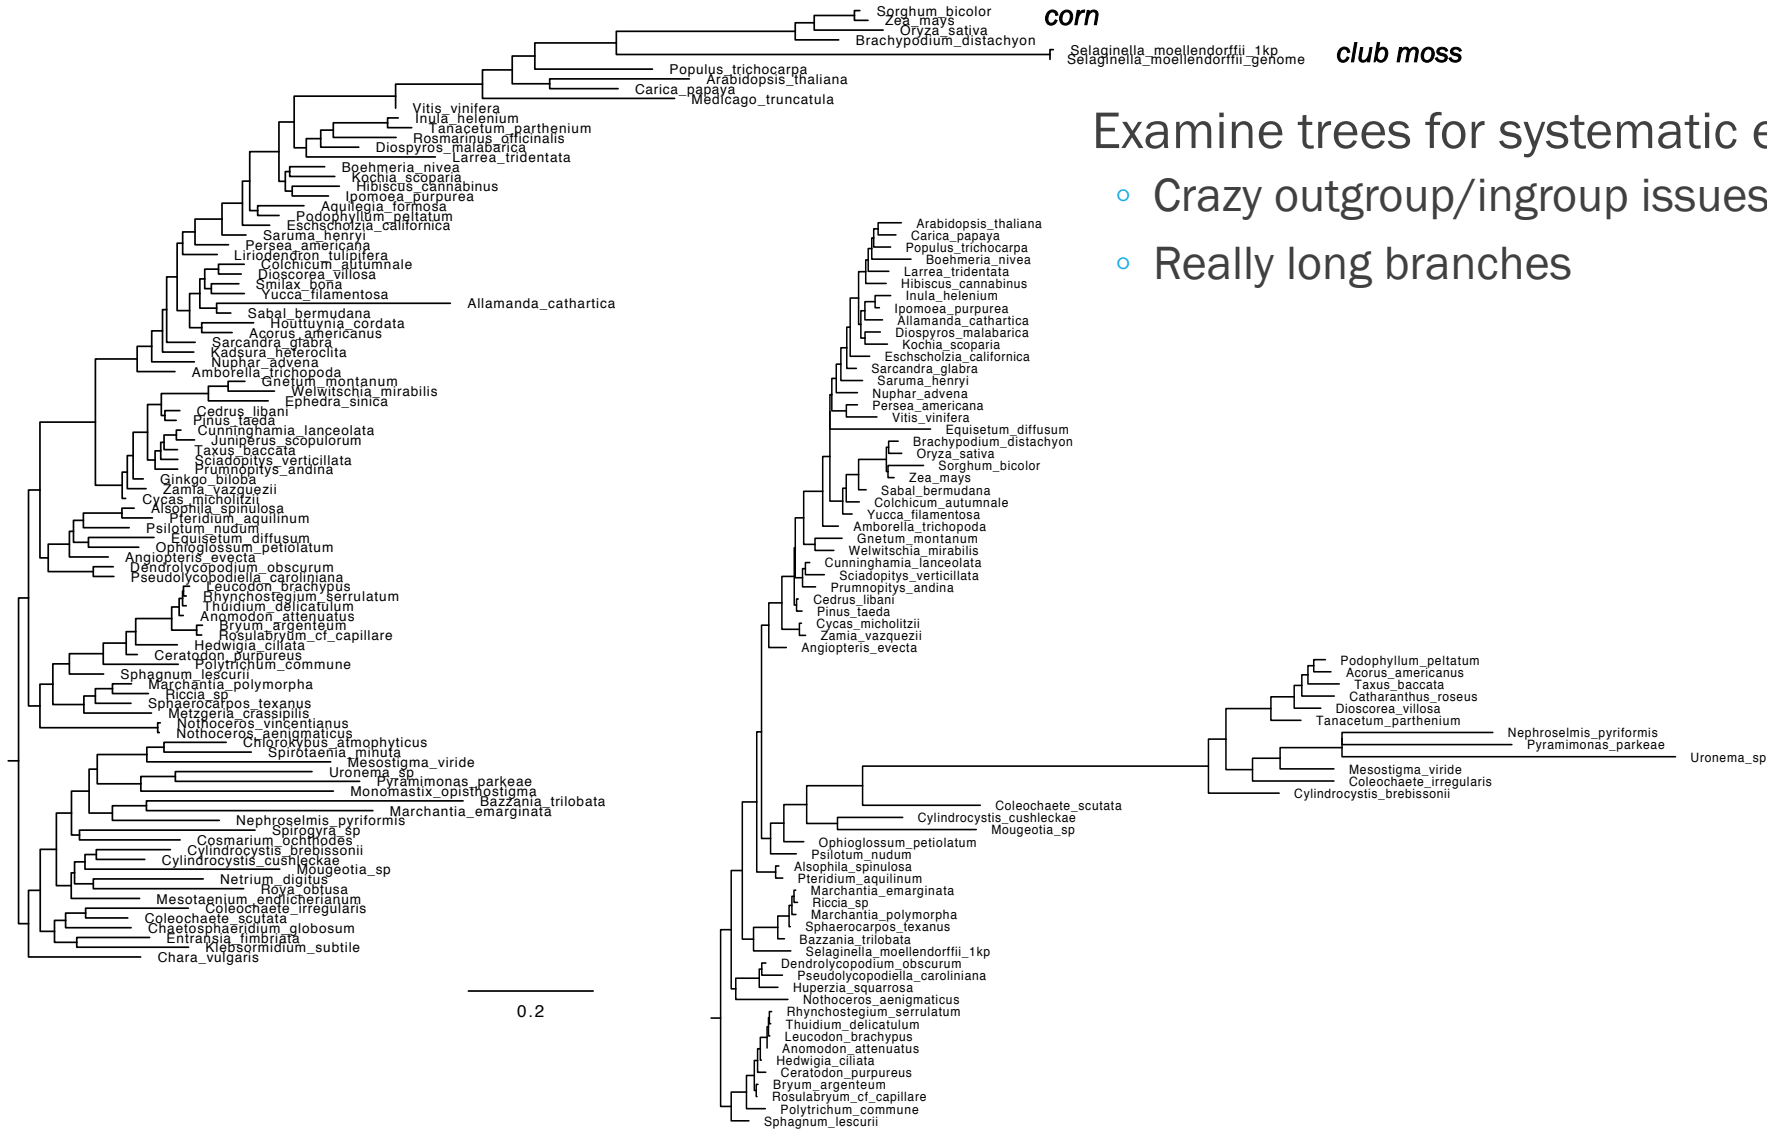 Sorghum_bicolor
corn
Zea_mays
Oryza_sativa
Brachypodium_distachyon
Selaginella_moellendorffii_1kp
club moss
Selaginella_moellendorffii_genome
Populus_trichocarpa
Arabidopsis_thaliana
Carica_papaya
Medicago_truncatula
Vitis_vinifera
Inula_helenium
Tanacetum_parthenium
Rosmarinus_officinalis
Diospyros_malabarica
Larrea_tridentata
Boehmeria_nivea
Kochia_scoparia
Hibiscus_cannabinus
Ipomoea_purpurea
Aquilegia_formosa
Podophyllum_peltatum
Eschscholzia_californica
Saruma_henryi
Persea_americana
Liriodendron_tulipifera
Colchicum_autumnale
Dioscorea_villosa
Smilax_bona
Yucca_filamentosa
Allamanda_cathartica
Sabal_bermudana
Houttuynia_cordata
Acorus_americanus
Sarcandra_glabra
Kadsura_heteroclita
Nuphar_advena
Amborella_trichopoda
Gnetum_montanum
Welwitschia_mirabilis
Ephedra_sinica
Cedrus_libani
Pinus_taeda
Cunninghamia_lanceolata
Juniperus_scopulorum
Taxus_baccata
Sciadopitys_verticillata
Prumnopitys_andina
Ginkgo_biloba
Zamia_vazquezii
Cycas_micholitzii
Alsophila_spinulosa
Pteridium_aquilinum
Psilotum_nudum
Equisetum_diffusum
Ophioglossum_petiolatum
Angiopteris_evecta
Dendrolycopodium_obscurum
Pseudolycopodiella_caroliniana
Leucodon_brachypus
Rhynchostegium_serrulatum
Thuidium_delicatulum
Anomodon_attenuatus
Bryum_argenteum
Rosulabryum_cf_capillare
Hedwigia_ciliata
Ceratodon_purpureus
Polytrichum_commune
Sphagnum_lescurii
Marchantia_polymorpha
Riccia_sp
Sphaerocarpos_texanus
Metzgeria_crassipilis
Nothoceros_vincentianus
Nothoceros_aenigmaticus
Chlorokybus_atmophyticus
Spirotaenia_minuta
Mesostigma_viride
Uronema_sp
Pyramimonas_parkeae
Monomastix_opisthostigma
Bazzania_trilobata
Marchantia_emarginata
Nephroselmis_pyriformis
Spirogyra_sp
Cosmarium_ochthodes
Cylindrocystis_brebissonii
Cylindrocystis_cushleckae
Mougeotia_sp
Netrium_digitus
Roya_obtusa
Mesotaenium_endlicherianum
Coleochaete_irregularis
Coleochaete_scutata
Chaetosphaeridium_globosum
Entransia_fimbriata
Klebsormidium_subtile
Chara_vulgaris
0.2
Examine trees for systematic e
Crazy outgroup/ingroup issues
Really long branches
Arabidopsis_thaliana
Carica_papaya
Populus_trichocarpa
Boehmeria_nivea
Larrea_tridentata
Hibiscus_cannabinus
Inula_helenium
Ipomoea_purpurea
Allamanda_cathartica
Diospyros_malabarica
Kochia_scoparia
Eschscholzia_californica
Sarcandra_glabra
Saruma_henryi
Nuphar_advena
Persea_americana
Vitis_vinifera
Equisetum_diffusum
Brachypodium_distachyon
Oryza_sativa
Sorghum_bicolor
Zea_mays
Sabal_bermudana
Colchicum_autumnale
Yucca_filamentosa
Amborella_trichopoda
Gnetum_montanum
Welwitschia_mirabilis
Cunninghamia_lanceolata
Sciadopitys_verticillata
Prumnopitys_andina
Cedrus_libani
Pinus_taeda
Cycas_micholitzii
Zamia_vazquezii
Angiopteris_evecta
Podophyllum_peltatum
Acorus_americanus
Taxus_baccata
Catharanthus_roseus
Dioscorea_villosa
Tanacetum_parthenium
Nephroselmis_pyriformis
Pyramimonas_parkeae
Uronema_sp
Mesostigma_viride
Coleochaete_irregularis
Cylindrocystis_brebissonii
Coleochaete_scutata
Cylindrocystis_cushleckae
Mougeotia_sp
Ophioglossum_petiolatum
Psilotum_nudum
Alsophila_spinulosa
Pteridium_aquilinum
Marchantia_emarginata
Riccia_sp
Marchantia_polymorpha
Sphaerocarpos_texanus
Bazzania_trilobata
Selaginella_moellendorffii_1kp
Dendrolycopodium_obscurum
Pseudolycopodiella_caroliniana
Huperzia_squarrosa
Nothoceros_aenigmaticus
Rhynchostegium_serrulatum
Thuidium_delicatulum
Leucodon_brachypus
Anomodon_attenuatus
Hedwigia_ciliata
Ceratodon_purpureus
Bryum_argenteum
Rosulabryum_cf_capillare
Polytrichum_commune
Sphagnum_lescurii